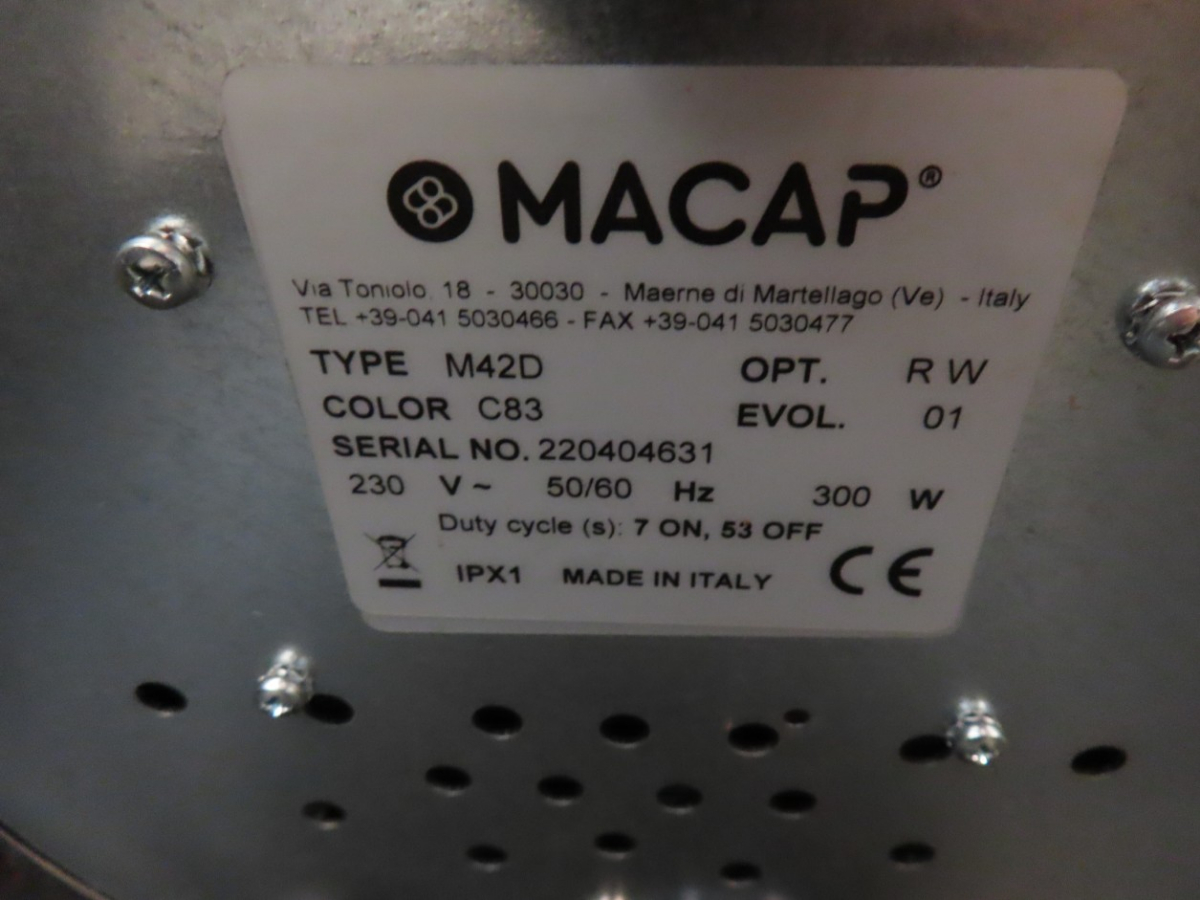 MACAP®
Via Toniolo, 18 - 30030 - Maerne di Martellago (Ve) - Italy
TEL +39-041 5030466 - FAX +39-041 5030477
TYPE M42D OPT. R W
COLOR C83 EVOL. 01
SERIAL NO. 220404631
230 V ~ 50/60 Hz 300 W
Duty cycle (s): 7 ON, 53 OFF
IPX1 MADE IN ITALY CE